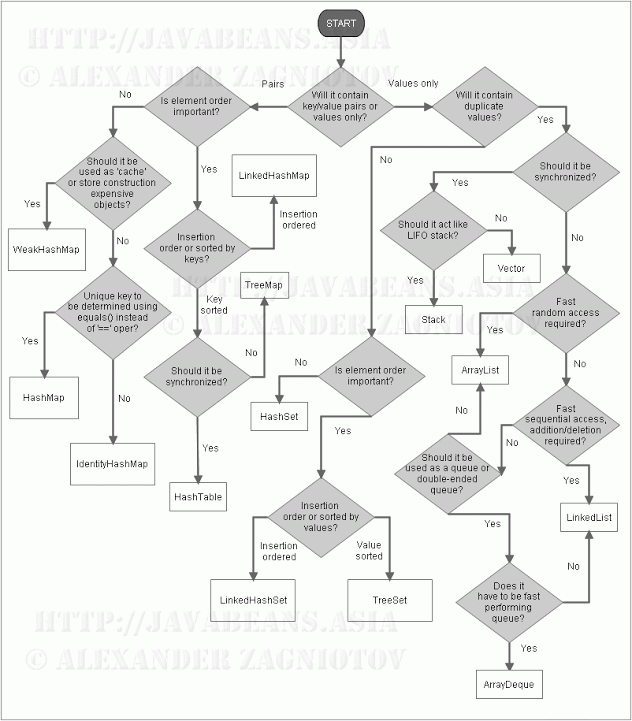 START
HTTP://JAVABEANS.ASIA
© ALEXANDER ZAGNIOTOV
Pairs
Values only
No
Is element order
important?
Will it contain
key/value pairs or
values only?
Will it contain
duplicate
values?
Yes
No
Should it be
used as 'cache'
or store construction
expensive
objects?
Yes
LinkedHashMap
Yes
Should it be
synchronized?
Yes
Insertion
ordered
Should it act like
LIFO stack?
No
WeakHashMap
No
Insertion
order or sorted by
keys?
No
Vector
HTTP://JAVABEANS.ASIA
© ALEXANDER ZAGNIOTOV
Unique key to
be determined using
equals() instead
of '==' oper?
Key
sorted
TreeMap
Yes
Stack
Fast
random access
required?
Yes
Yes
No
HashMap
Should it be
synchronized?
No
No
Is element order
important?
ArrayList
No
No
HashSet
Yes
Yes
No
Fast
sequential access,
addition/deletion
required?
No
IdentityHashMap
HashTable
Should it be
used as a queue or
double-ended
queue?
Yes
Insertion
order or sorted by
values?
LinkedList
Yes
Insertion
ordered
Value
sorted
No
LinkedHashSet
TreeSet
Does it
have to be fast
performing
queue?
HTTP://JAVABEANS.ASIA
© ALEXANDER ZAGNIOTOV
Yes
ArrayDeque